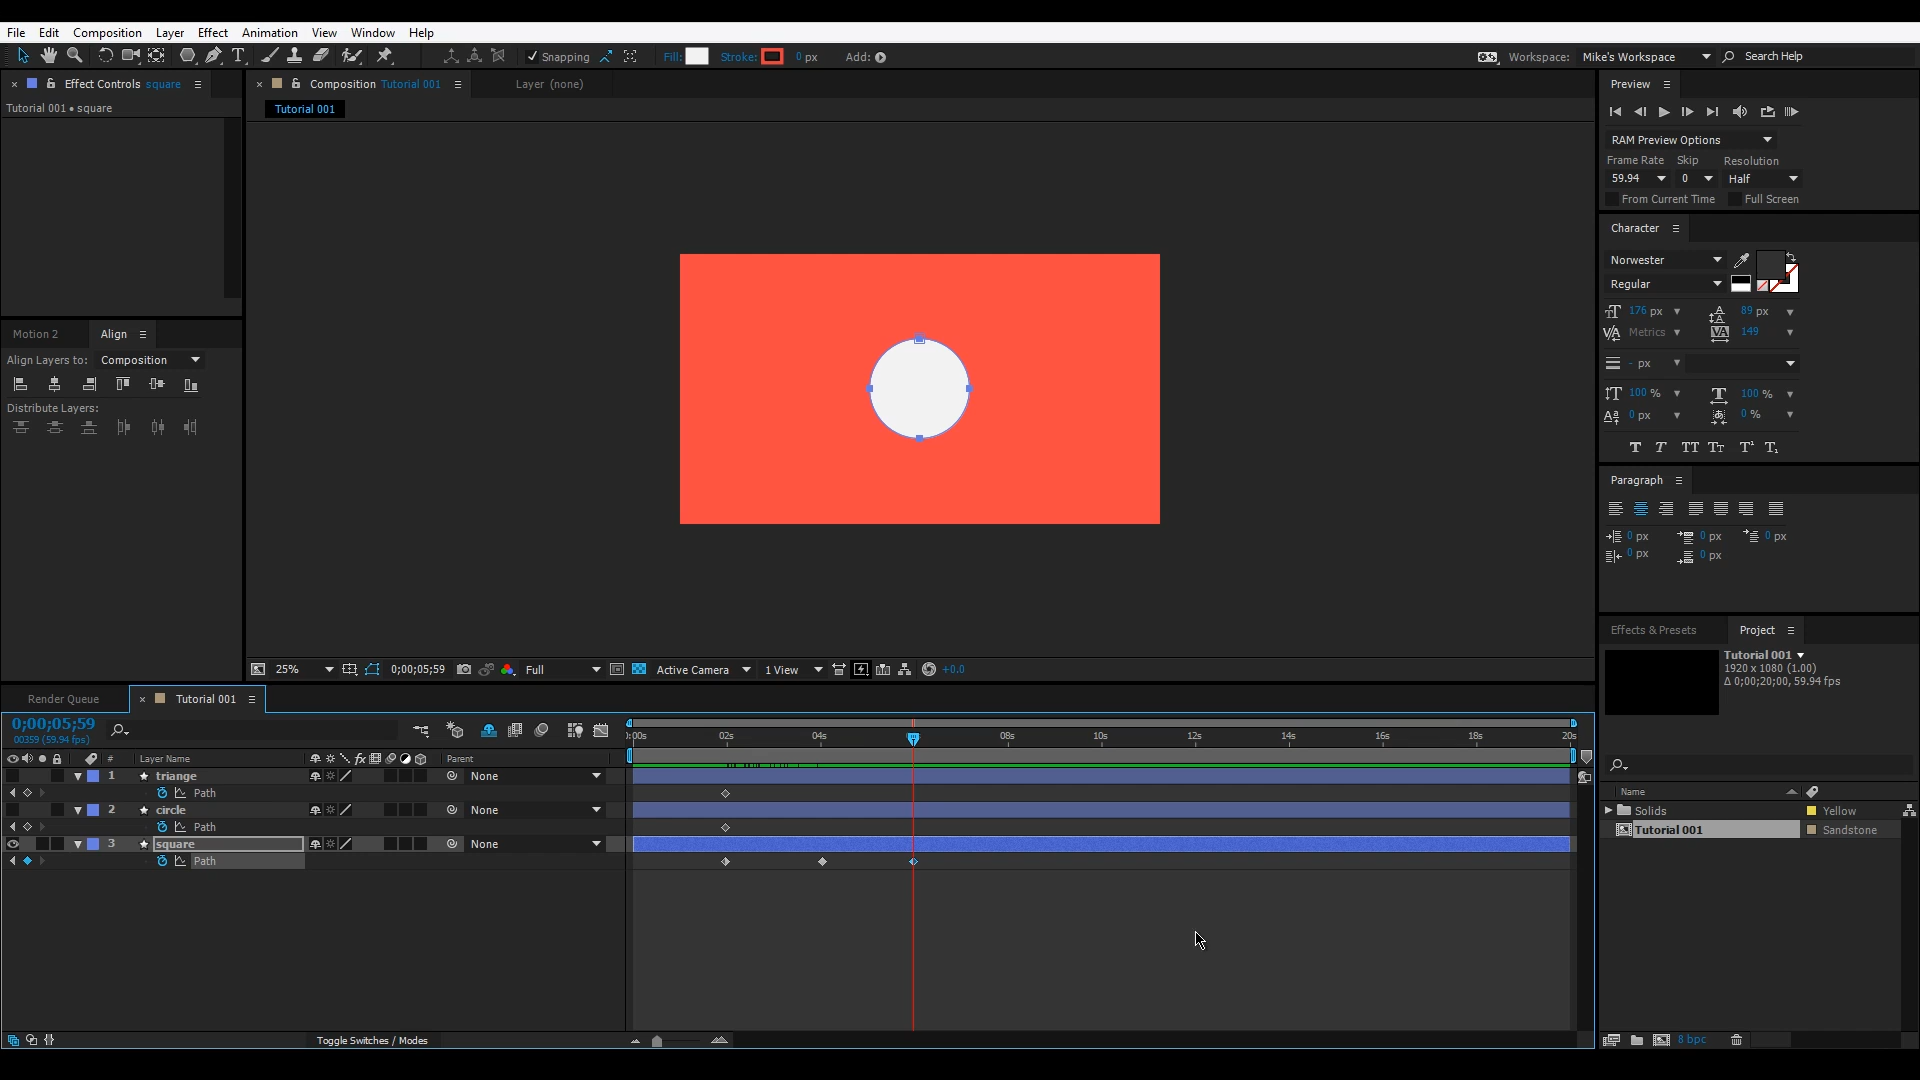 File Edit Composition Layer Effect Animation View Window Help
Snapping Fill: Stroke: 0 px Add: Workspace: Mike's Workspace Search Help
Effect Controls square
Tutorial 001 • square
Composition Tutorial 001 Layer (none)
Tutorial 001
Motion 2 Align
Align Layers to: Composition
Distribute Layers:
25% 0;00;05;59 Full Active Camera 1 View +0.0
Preview
RAM Preview Options
Frame Rate Skip Resolution
59.94 0 Half
From Current Time Full Screen
Character
Norwester
Regular
176 px 89 px
Metrics 149
- px
100 % 100 %
0 px 0 %
Paragraph
0 px 0 px 0 px
0 px 0 px
Effects & Presets Project
Tutorial 001
1920 x 1080 (1.00)
Δ 0;00;20;00, 59.94 fps
Name
Solids Yellow
Tutorial 001 Sandstone
8 bpc
Render Queue Tutorial 001
0;00;05;59
00359 (59.94 fps)
:00s 02s 04s 08s 10s 12s 14s 16s 18s 20s
# Layer Name fx Parent
1 triange None
Path
2 circle None
Path
3 square None
Path
Toggle Switches / Modes